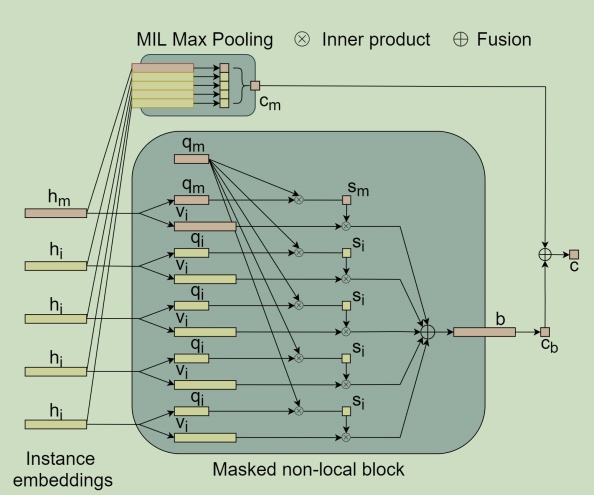 MIL Max Pooling ⊗ Inner product ⊕ Fusion
c_m
q_m
h_m
q_m
s_m
v_i
h_i
q_i
s_i
v_i
c
h_i
q_i
s_i
v_i
b
c_b
h_i
q_i
s_i
v_i
h_i
q_i
s_i
v_i
Instance
embeddings
Masked non-local block